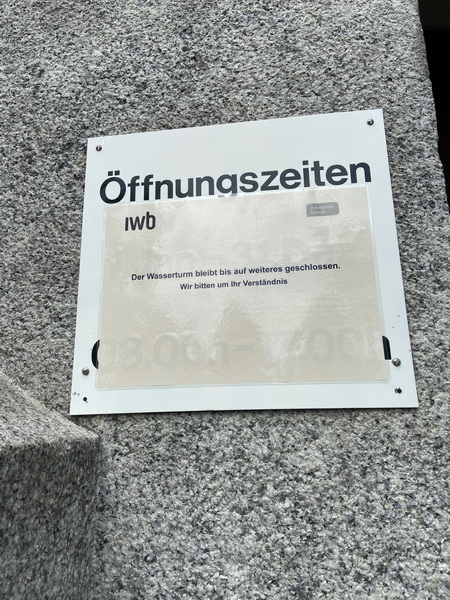 Öffnungszeiten
iwb
Der Wasserturm bleibt bis auf weiteres geschlossen.
Wir bitten um Ihr Verständnis